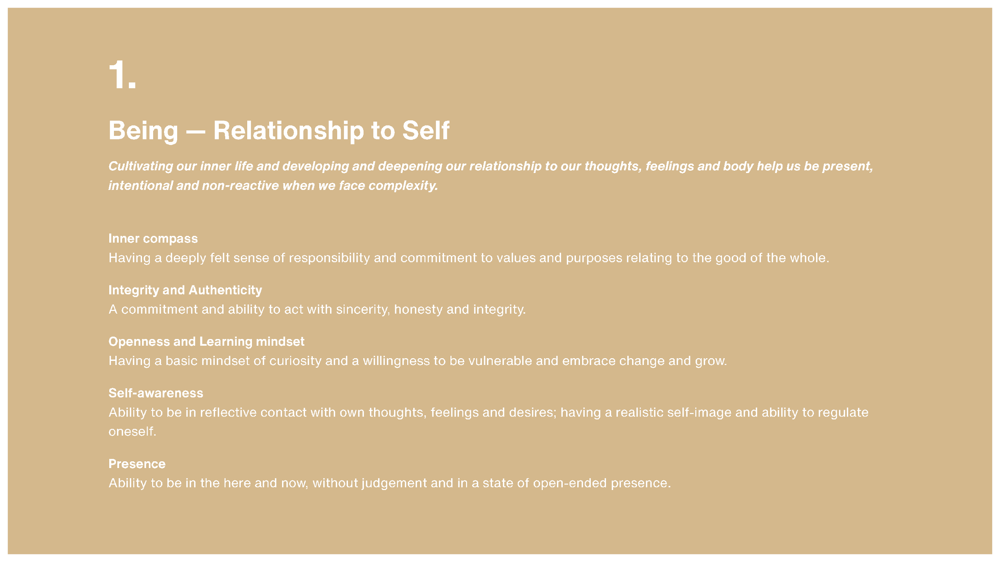 1.
Being — Relationship to Self
Cultivating our inner life and developing and deepening our relationship to our thoughts, feelings and body help us be present,
intentional and non-reactive when we face complexity.
Inner compass
Having a deeply felt sense of responsibility and commitment to values and purposes relating to the good of the whole.
Integrity and Authenticity
A commitment and ability to act with sincerity, honesty and integrity.
Openness and Learning mindset
Having a basic mindset of curiosity and a willingness to be vulnerable and embrace change and grow.
Self-awareness
Ability to be in reflective contact with own thoughts, feelings and desires; having a realistic self-image and ability to regulate
oneself.
Presence
Ability to be in the here and now, without judgement and in a state of open-ended presence.